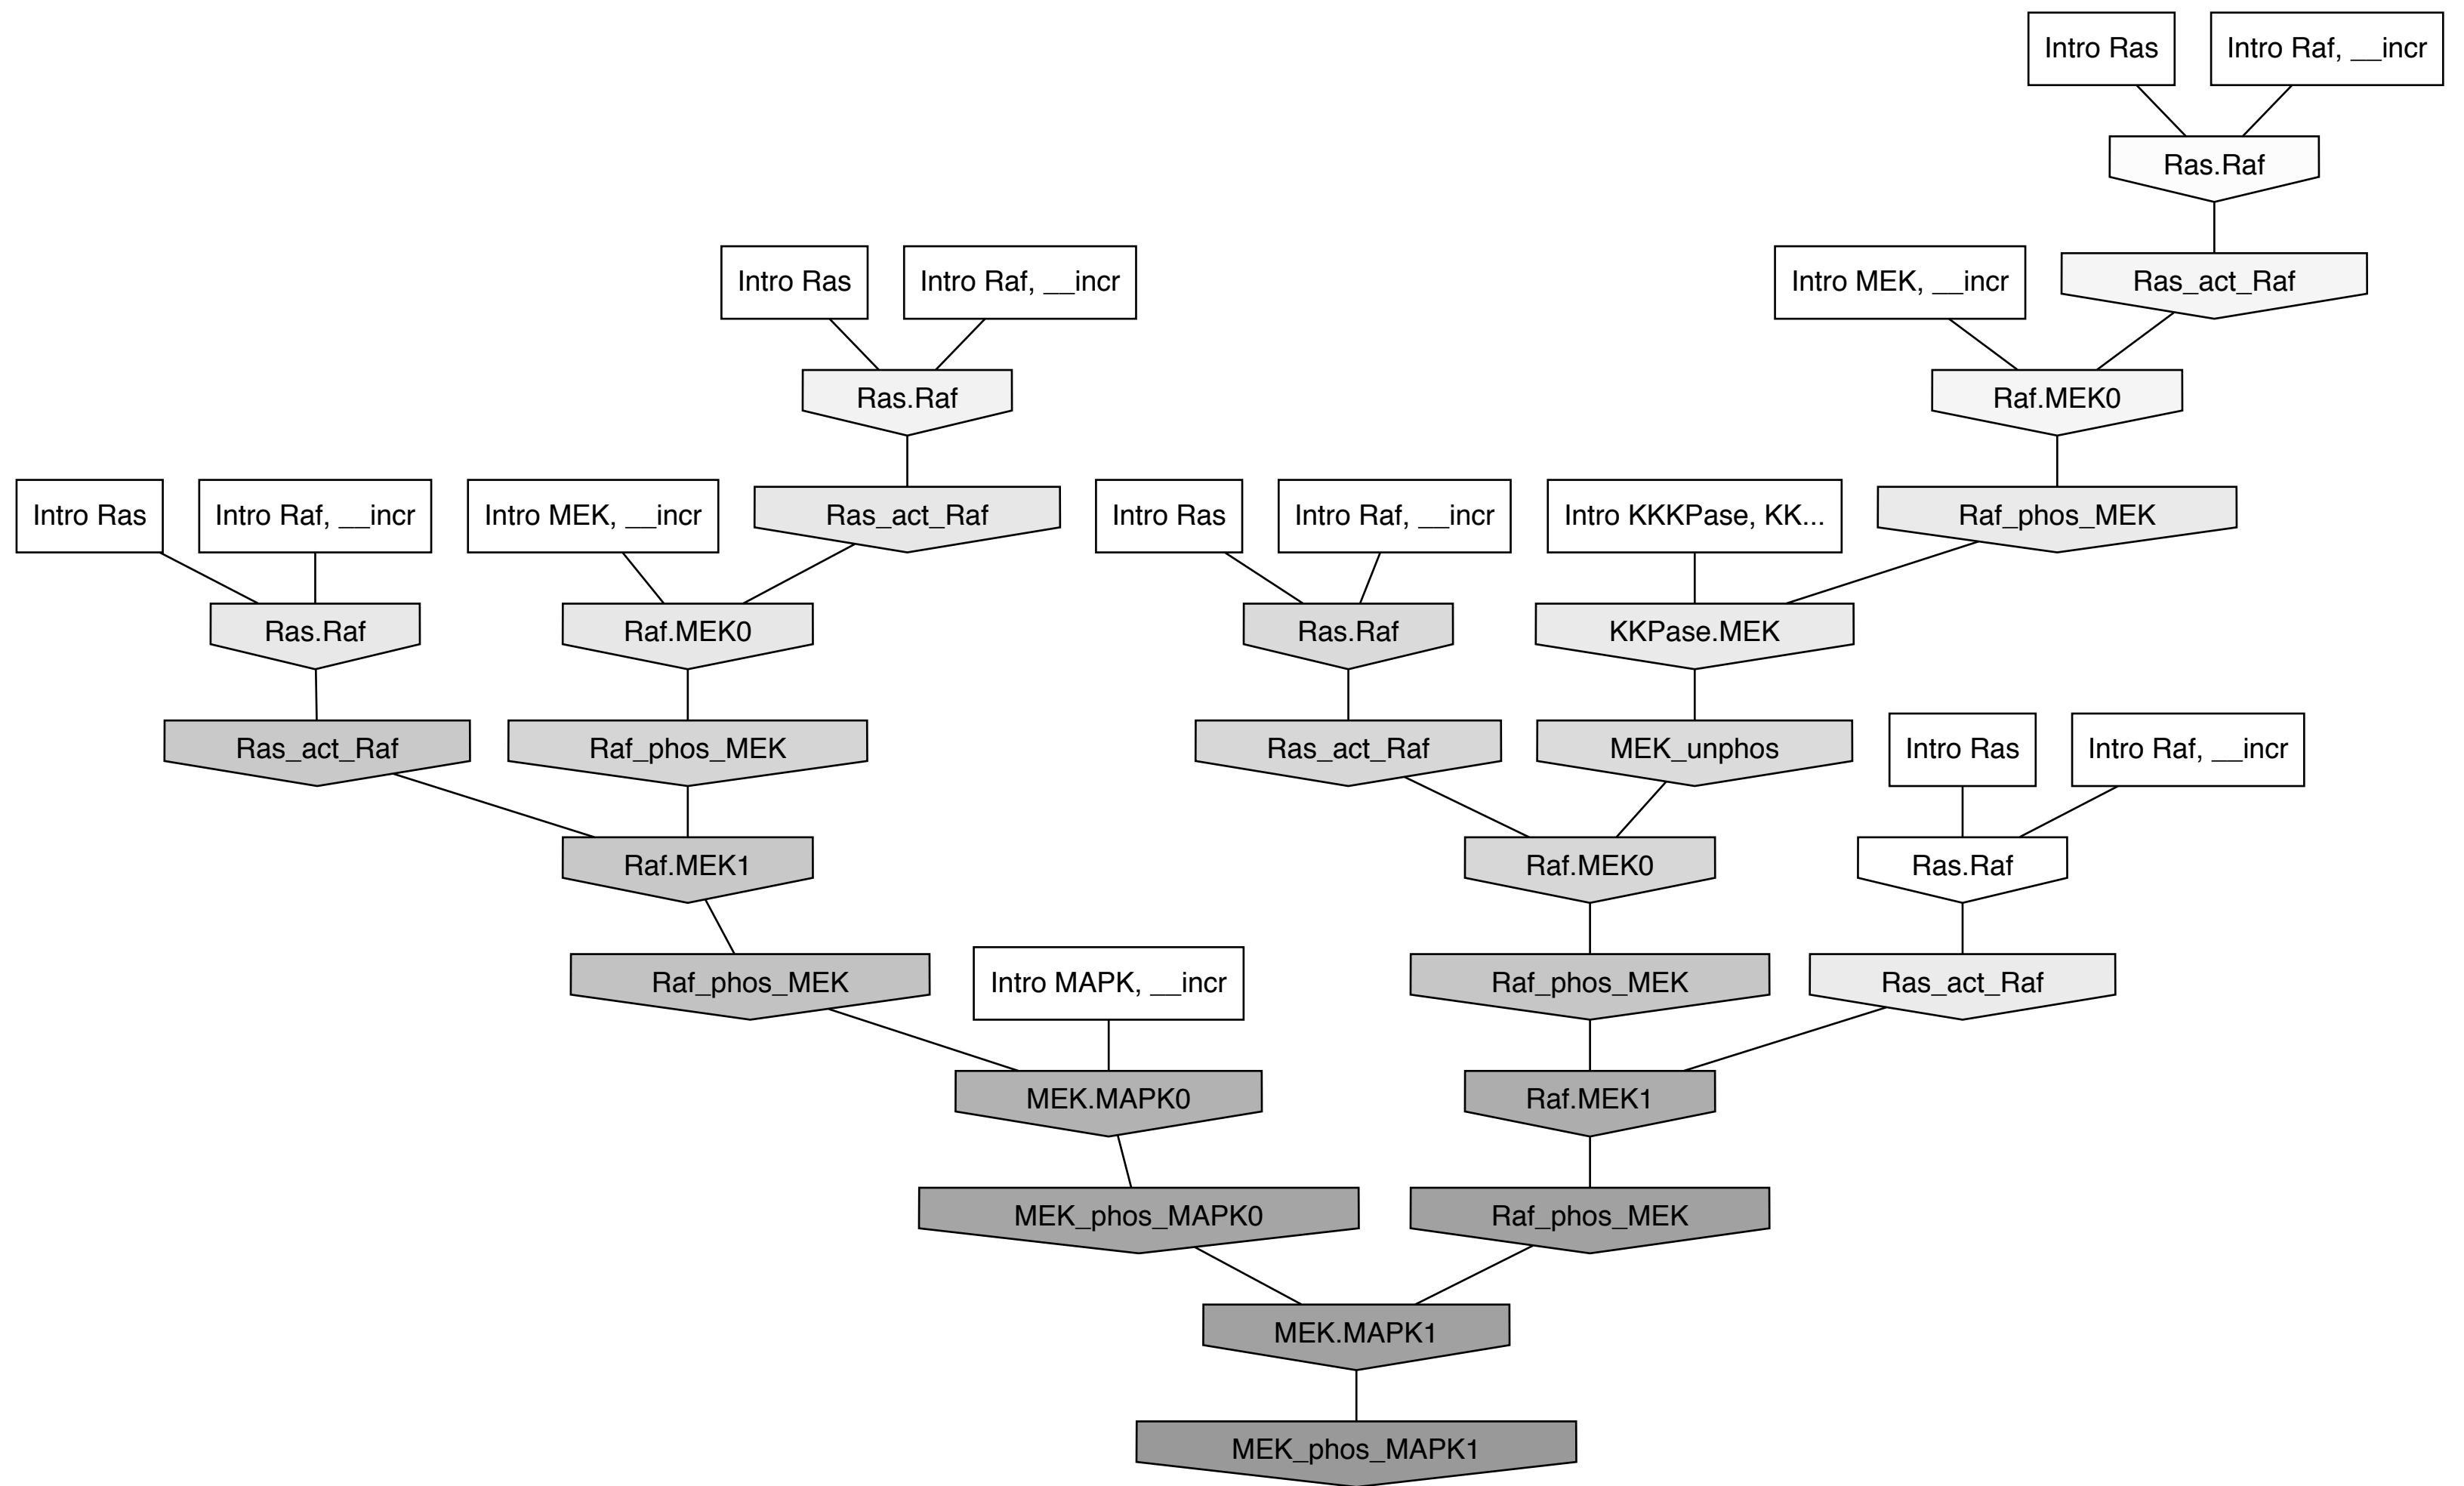 Intro Ras
Intro Raf, __incr
Ras.Raf
Intro Ras
Intro Raf, __incr
Intro MEK, __incr
Ras_act_Raf
Ras.Raf
Raf.MEK0
Intro Ras
Intro Raf, __incr
Intro MEK, __incr
Ras_act_Raf
Intro Ras
Intro Raf, __incr
Intro KKKPase, KK...
Raf_phos_MEK
Ras.Raf
Raf.MEK0
Ras.Raf
KKPase.MEK
Ras_act_Raf
Raf_phos_MEK
Ras_act_Raf
MEK_unphos
Intro Ras
Intro Raf, __incr
Raf.MEK1
Raf.MEK0
Ras.Raf
Raf_phos_MEK
Intro MAPK, __incr
Raf_phos_MEK
Ras_act_Raf
MEK.MAPK0
Raf.MEK1
MEK_phos_MAPK0
Raf_phos_MEK
MEK.MAPK1
MEK_phos_MAPK1